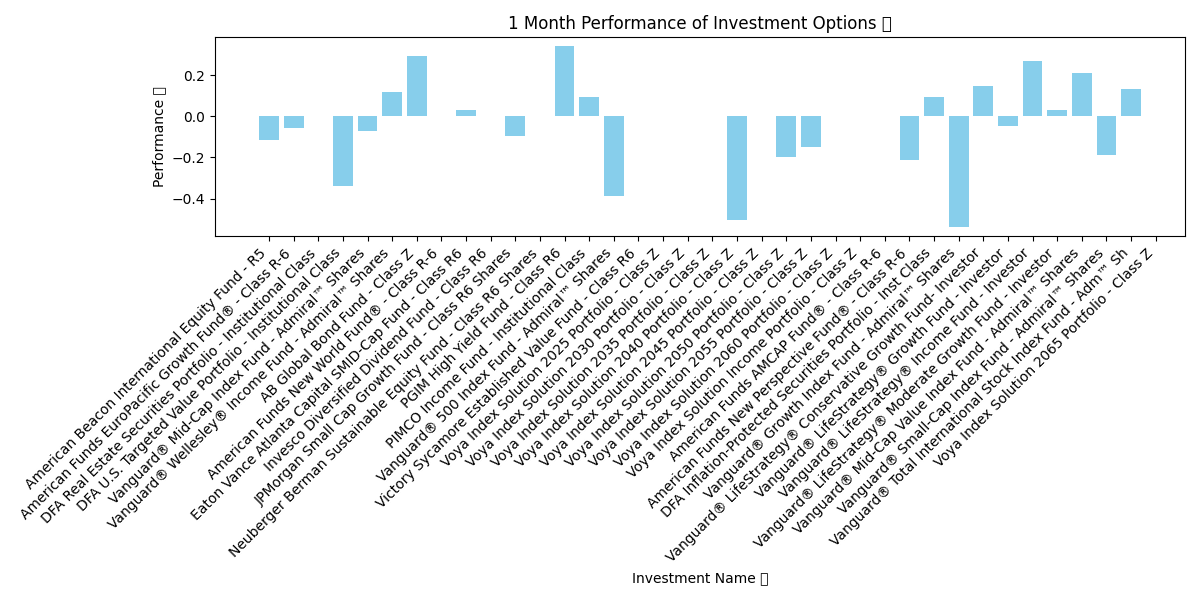 1 Month Performance of Investment Options
Performance
0.2
0.0
−0.2
−0.4
American Beacon International Equity Fund - R5
American Funds EuroPacific Growth Fund® - Class R-6
DFA Real Estate Securities Portfolio - Institutional Class
DFA U.S. Targeted Value Portfolio - Institutional Class
Vanguard® Mid-Cap Index Fund - Admiral™ Shares
Vanguard® Wellesley® Income Fund - Admiral™ Shares
AB Global Bond Fund - Class Z
American Funds New World Fund® - Class R-6
Eaton Vance Atlanta Capital SMID-Cap Fund - Class R6
Invesco Diversified Dividend Fund - Class R6
JPMorgan Small Cap Growth Fund - Class R6 Shares
Neuberger Berman Sustainable Equity Fund - Class R6 Shares
PGIM High Yield Fund - Class R6
PIMCO Income Fund - Institutional Class
Vanguard® 500 Index Fund - Admiral™ Shares
Victory Sycamore Established Value Fund - Class R6
Voya Index Solution 2025 Portfolio - Class Z
Voya Index Solution 2030 Portfolio - Class Z
Voya Index Solution 2035 Portfolio - Class Z
Voya Index Solution 2040 Portfolio - Class Z
Voya Index Solution 2045 Portfolio - Class Z
Voya Index Solution 2050 Portfolio - Class Z
Voya Index Solution 2055 Portfolio - Class Z
Voya Index Solution 2060 Portfolio - Class Z
Voya Index Solution Income Portfolio - Class Z
American Funds AMCAP Fund® - Class R-6
American Funds New Perspective Fund® - Class R-6
DFA Inflation-Protected Securities Portfolio - Inst Class
Vanguard® Growth Index Fund - Admiral™ Shares
Vanguard® LifeStrategy® Conservative Growth Fund- Investor
Vanguard® LifeStrategy® Growth Fund - Investor
Vanguard® LifeStrategy® Income Fund - Investor
Vanguard® LifeStrategy® Moderate Growth Fund - Investor
Vanguard® Mid-Cap Value Index Fund - Admiral™ Shares
Vanguard® Small-Cap Index Fund - Admiral™ Shares
Vanguard® Total International Stock Index Fund - Adm™ Sh
Voya Index Solution 2065 Portfolio - Class Z
Investment Name